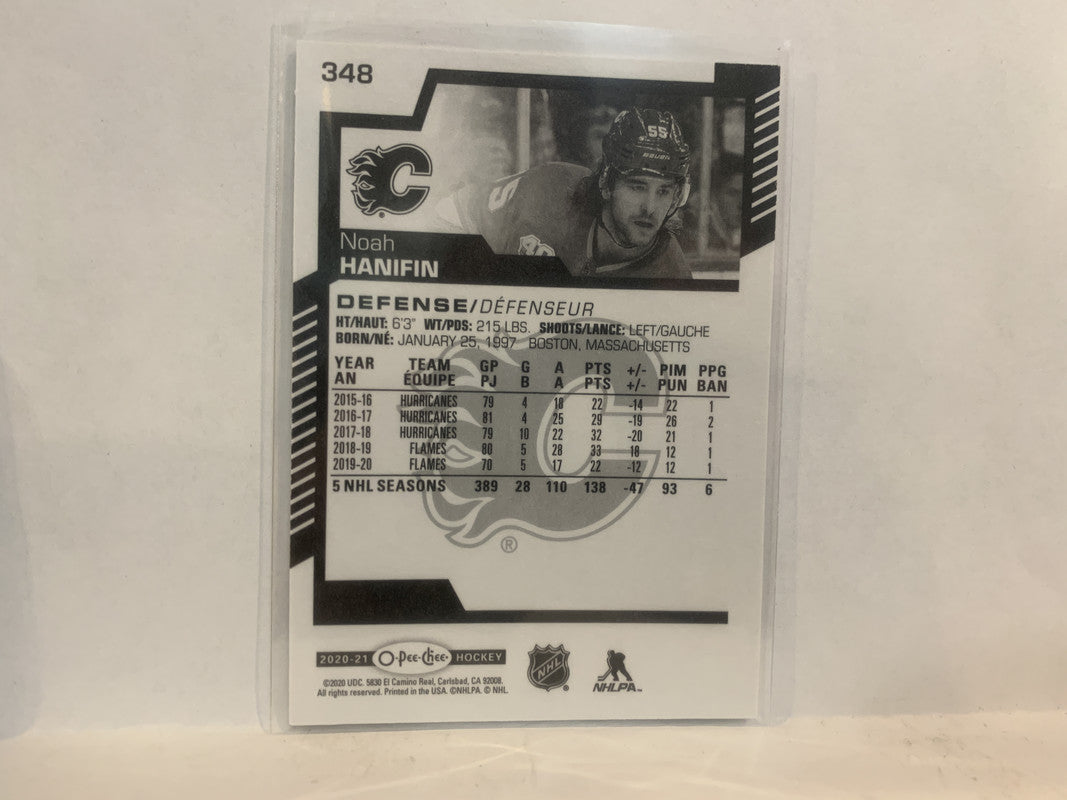 348
55
BAUER
C
Noah
HANIFIN
DEFENSE/DÉFENSEUR
HT/HAUT: 6'3" WT/PDS: 215 LBS. SHOOTS/LANCE: LEFT/GAUCHE
BORN/NÉ: JANUARY 25, 1997 BOSTON, MASSACHUSETTS
YEAR TEAM GP G A PTS +/- PIM PPG
AN ÉQUIPE PJ B A PTS +/- PUN BAN
2015-16 HURRICANES 79 4 18 22 -14 22 1
2016-17 HURRICANES 81 4 25 29 -19 26 2
2017-18 HURRICANES 79 10 22 32 -20 21 1
2018-19 FLAMES 80 5 28 33 18 12 1
2019-20 FLAMES 70 5 17 22 -12 12 1
5 NHL SEASONS 389 28 110 138 -47 93 6
®
2020-21 O-Pee-Chee HOCKEY
NHL
NHLPA™
©2020 UDC. 5830 El Camino Real, Carlsbad, CA 92008.
All rights reserved. Printed in the USA. ©NHLPA. © NHL.